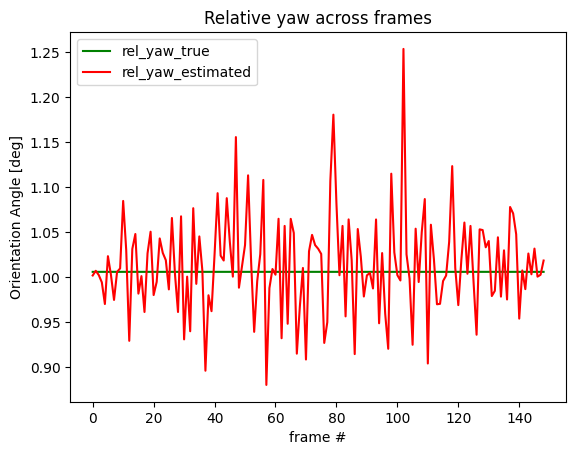 Relative yaw across frames
rel_yaw_true
rel_yaw_estimated
Orientation Angle [deg]
1.25
1.20
1.15
1.10
1.05
1.00
0.95
0.90
0 20 40 60 80 100 120 140
frame #